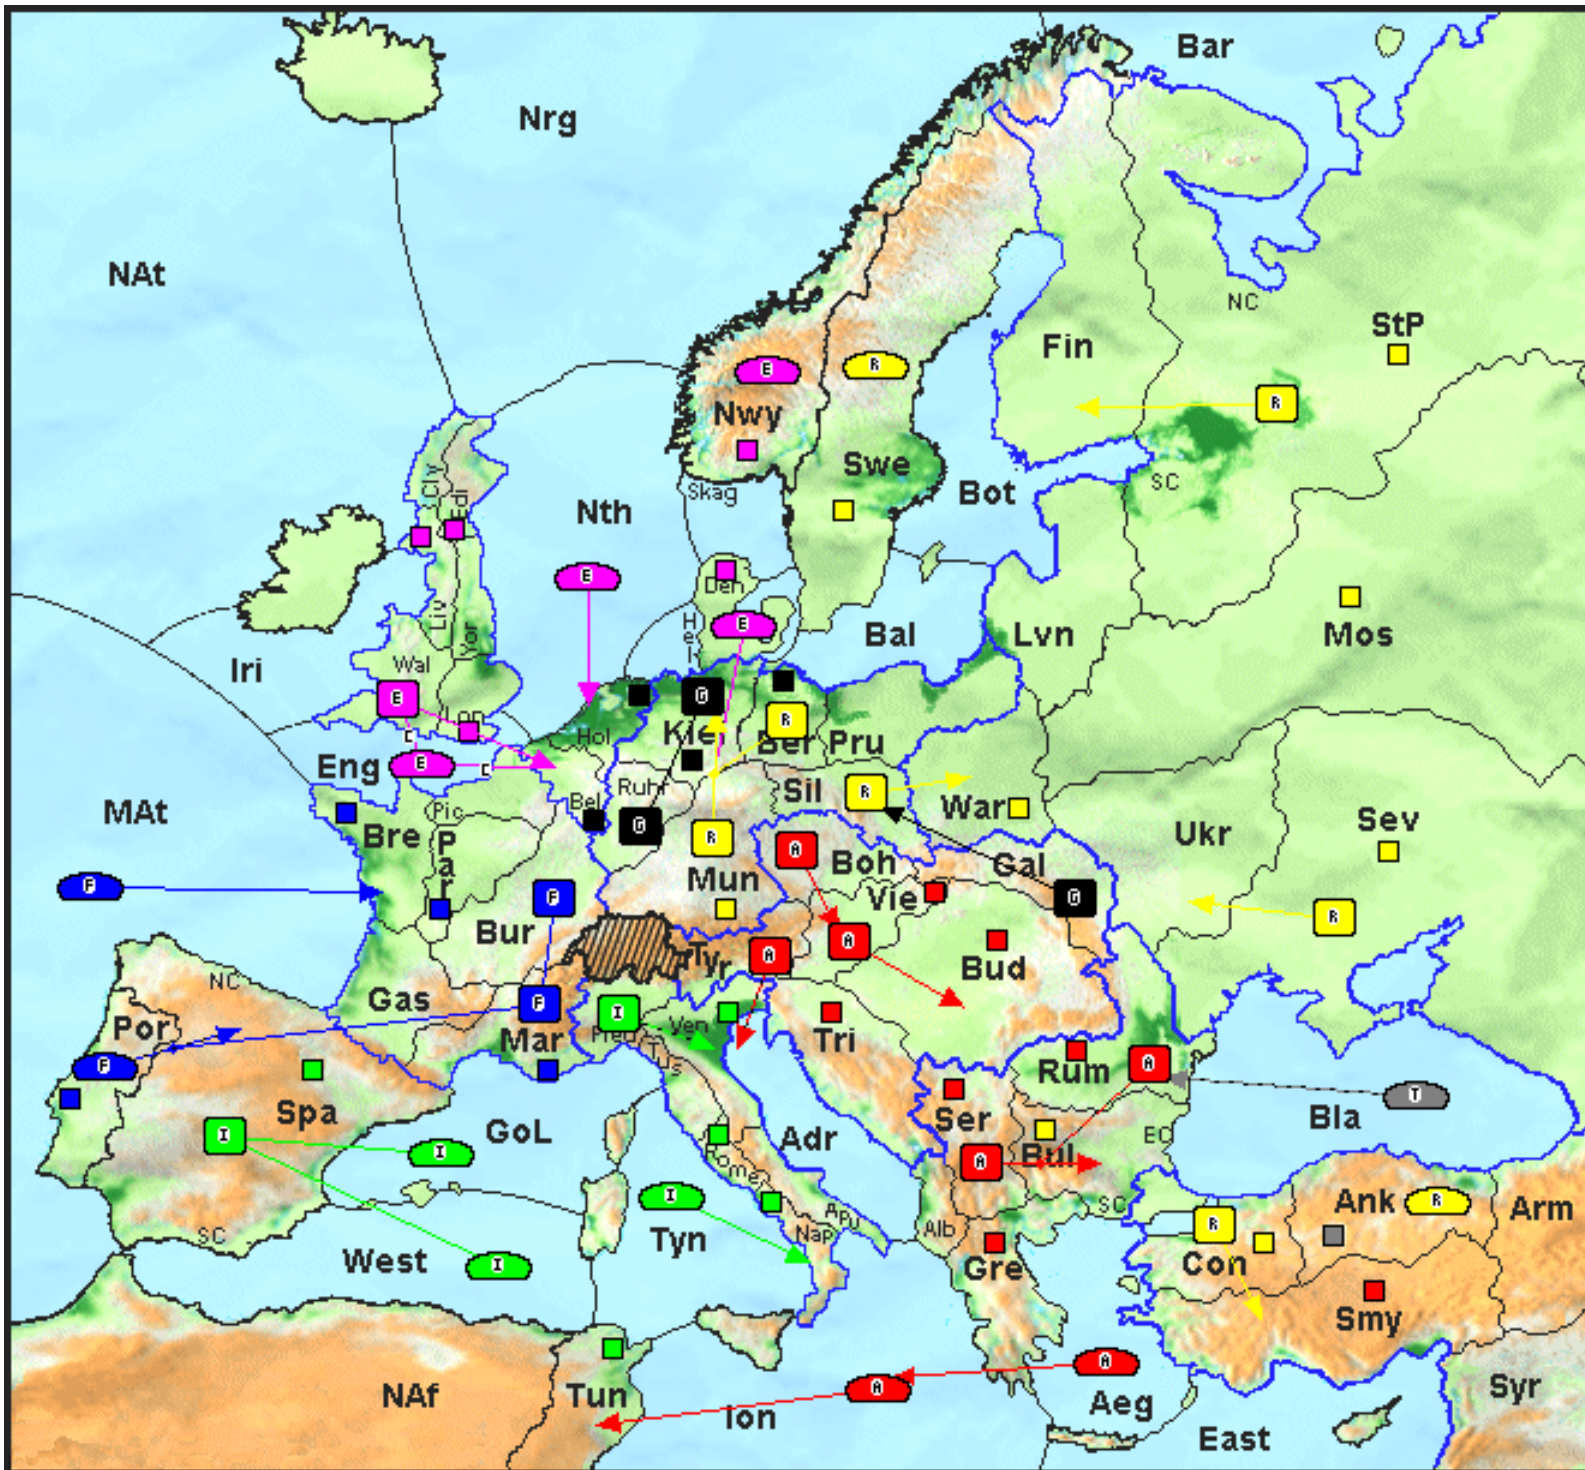 Bar
Nrg
NAt
NC
StP
Fin
E
R
R
Nwy
Swe
SC
Skag
Bot
Nth
Cly
Edl
E
Den
Mos
Hel
E
Bal
Lvn
Liv
Yor
Iri
Wal
E
Lon
G
R
Hol
Kie
Ber
Pru
C
E
C
Eng
Ruhr
Sil
R
War
MAt
Bel
Pic
Bre
Par
G
R
A
Boh
Gal
Ukr
Sev
F
F
Mun
Vie
G
R
Bur
A
Tyr
A
Bud
NC
Gas
F
I
Pied
Ven
Tri
Por
Mar
Tus
F
Rum
A
T
Spa
Ser
Bla
I
GoL
I
Adr
Bul
EC
Rome
A
I
Apu
Nap
Alb
SC
R
Ank
R
Arm
SC
West
I
Tyn
Gre
Con
Smy
A
A
NAf
Tun
Ion
Aeg
Syr
East